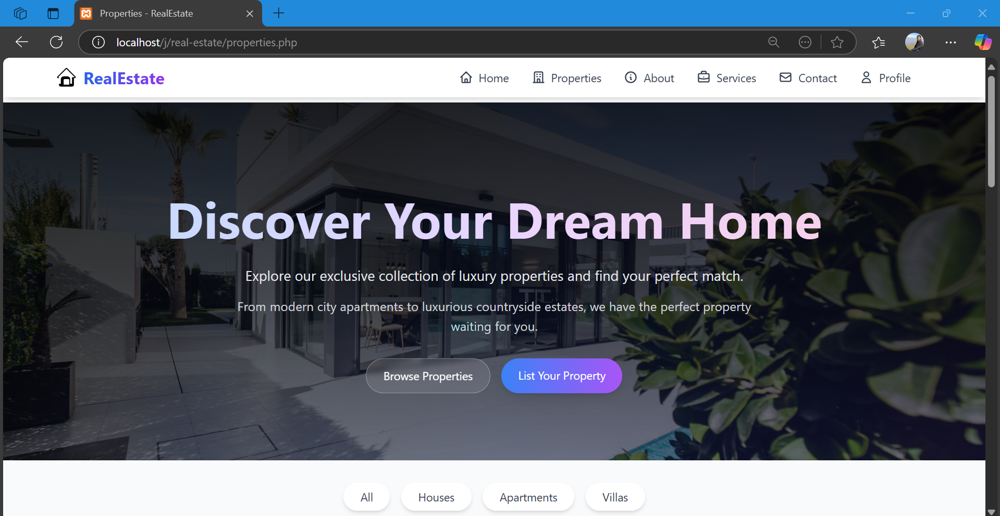 Properties - RealEstate
localhost/j/real-estate/properties.php
RealEstate
Home
Properties
About
Services
Contact
Profile
Discover Your Dream Home
Explore our exclusive collection of luxury properties and find your perfect match.
From modern city apartments to luxurious countryside estates, we have the perfect property
waiting for you.
Browse Properties
List Your Property
All
Houses
Apartments
Villas